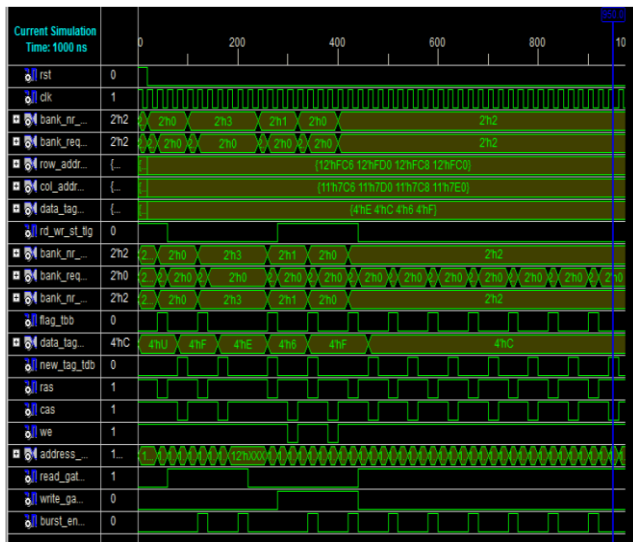 950.0
Current Simulation
Time: 1000 ns
0 200 400 600 800 10
rst 0
clk 1
bank_nr_... 2'h2 2'h0 2'h3 2'h1 2'h0 2'h2
bank_req... 2'h2 2'h0 2'h0 2'h0 2'h0 2'h2
row_addr... {... {12'hFC6 12'hFD0 12'hFC8 12'hFC0}
col_addr... {... {11'h7C6 11'h7D0 11'h7C8 11'h7E0}
data_tag... {... {4'hE 4'hC 4'h6 4'hF}
rd_wr_st_tlg 0
bank_nr_... 2'h2 2... 2'h0 2'h3 2'h1 2'h0 2'h2
bank_req... 2'h0 2... 2'h0 2'h0 2'h0 2'h0 2'h0 2'h0 2'h0 2'h0 2'h0 2'h0
bank_nr_... 2'h2 2... 2'h0 2'h3 2'h1 2'h0 2'h2
flag_tbb 0
data_tag... 4'hC 4'hU 4'hF 4'hE 4'h6 4'hF 4'hC
new_tag_tdb 0
ras 1
cas 1
we 1
address_... 1... 1... 12'hXXX
read_gat... 1
write_ga... 0
burst_en... 0